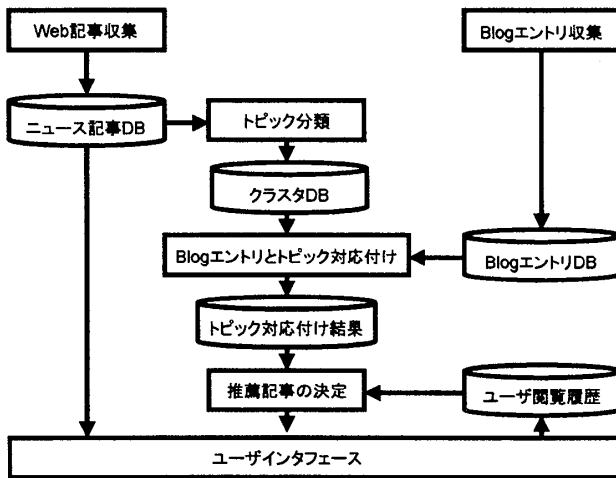 Web記事収集
Blogエントリ収集
ニュース記事DB
トピック分類
クラスタDB
Blogエントリとトピック対応付け
BlogエントリDB
トピック対応付け結果
推薦記事の決定
ユーザ閲覧履歴
ユーザインタフェース